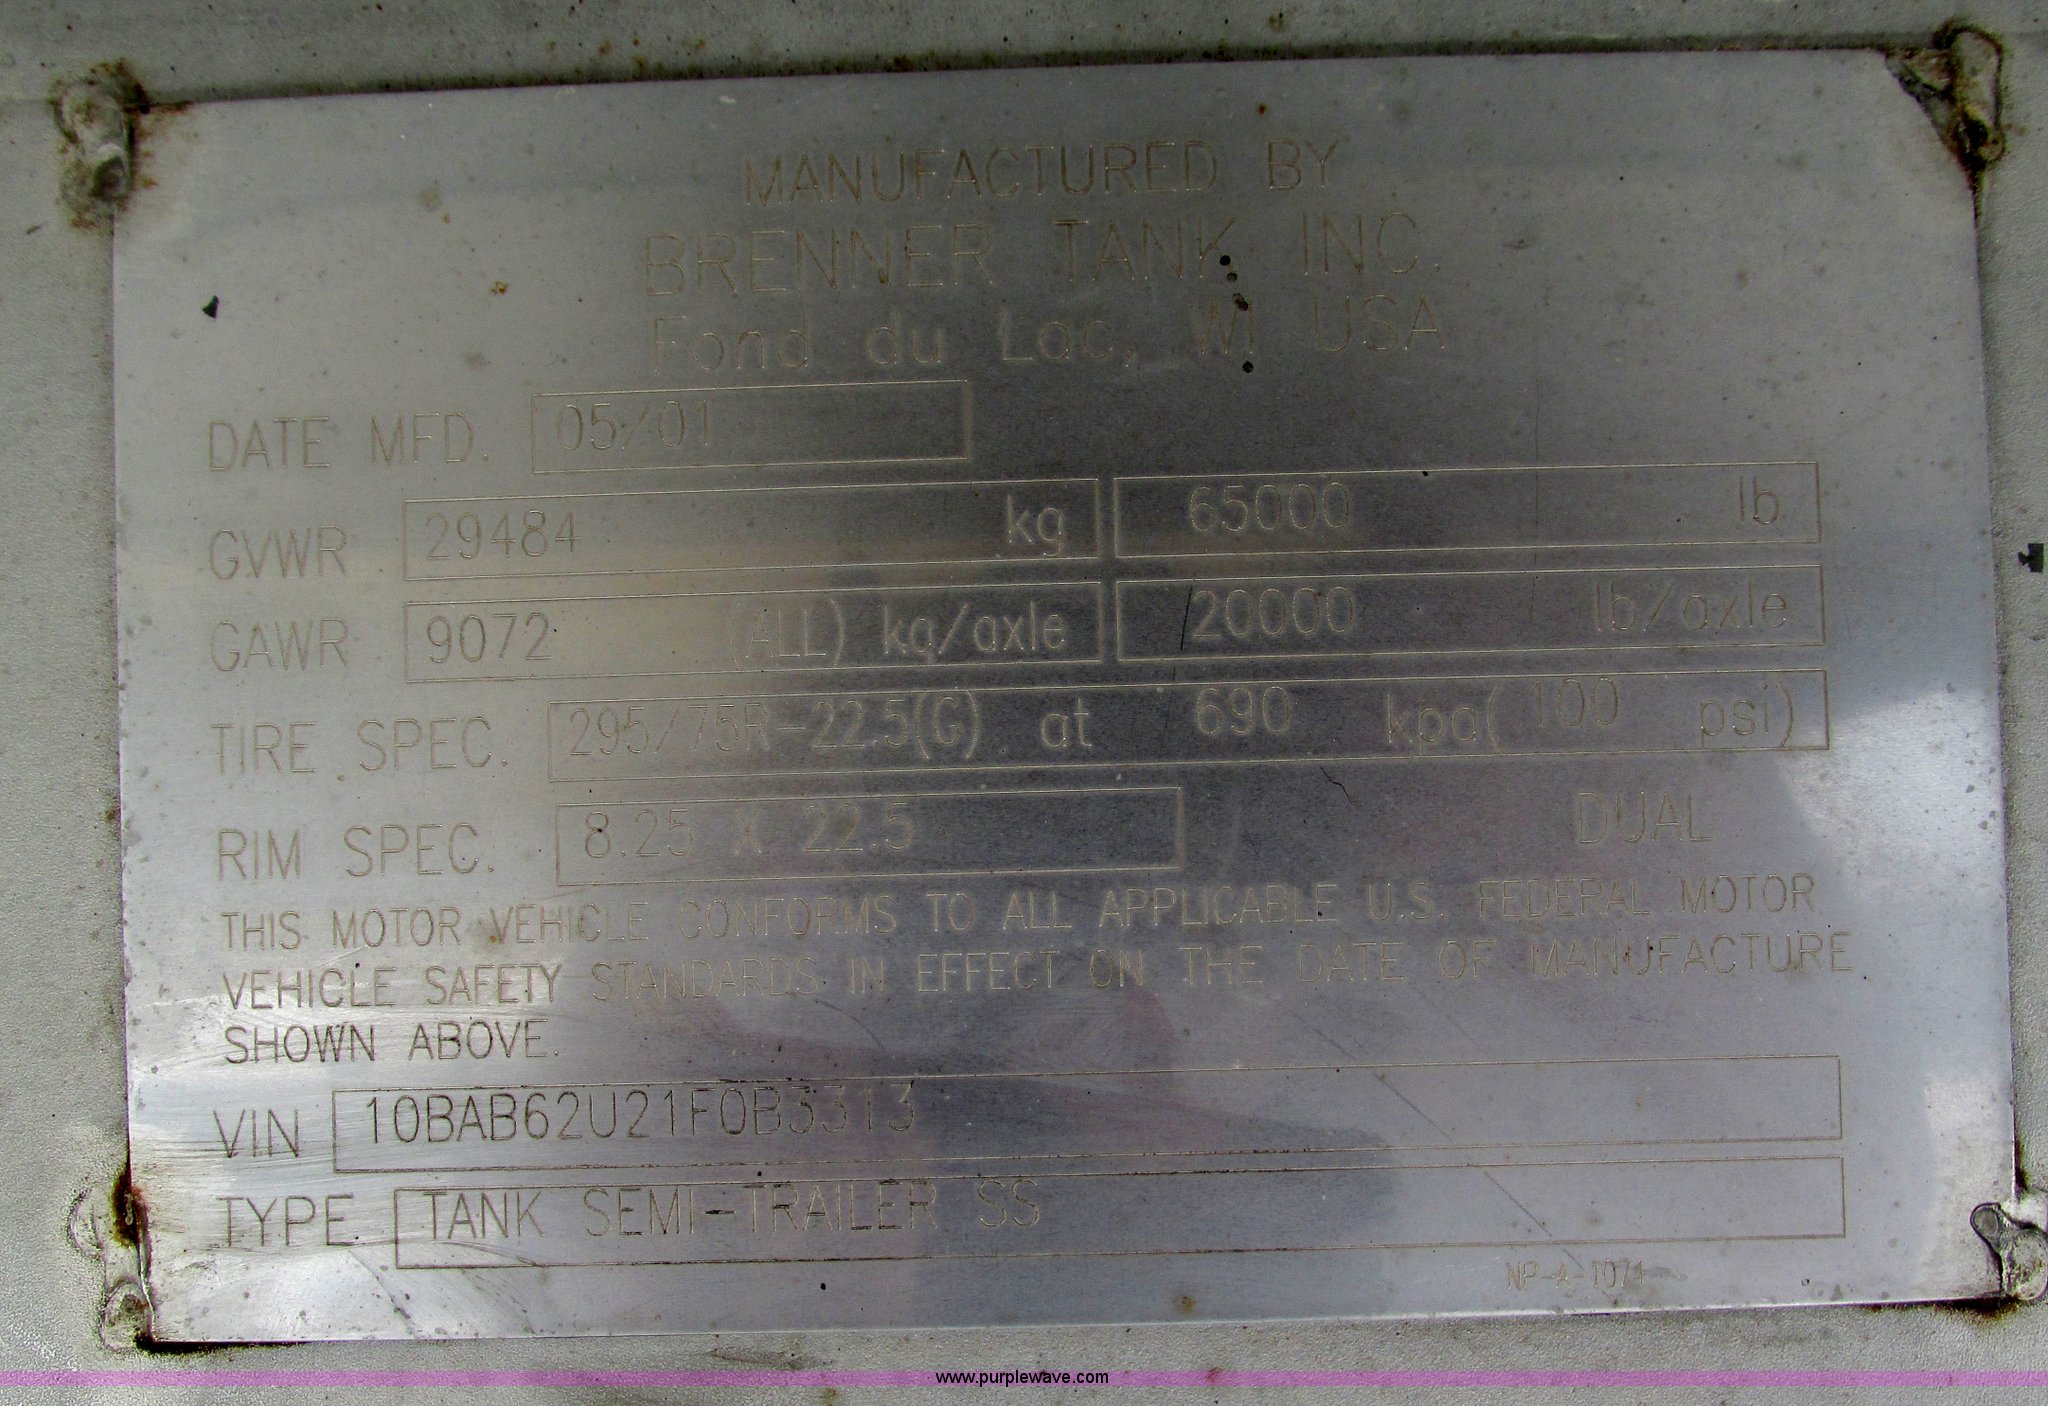 MANUFACTURED BY
BRENNER TANK INC.
Fond du Lac, WI USA
DATE MFD. 05/01
GVWR 29484 kg 65000 lb
GAWR 9072 (ALL) kg/axle 20000 lb/axle
TIRE SPEC. 295/75R-22.5(G) at 690 kpa( 100 psi)
RIM SPEC. 8.25 X 22.5 DUAL
THIS MOTOR VEHICLE CONFORMS TO ALL APPLICABLE U.S. FEDERAL MOTOR
VEHICLE SAFETY STANDARDS IN EFFECT ON THE DATE OF MANUFACTURE
SHOWN ABOVE.
VIN 10BAB62U21F0B3313
TYPE TANK SEMI-TRAILER SS
NP-A-1074
www.purplewave.com